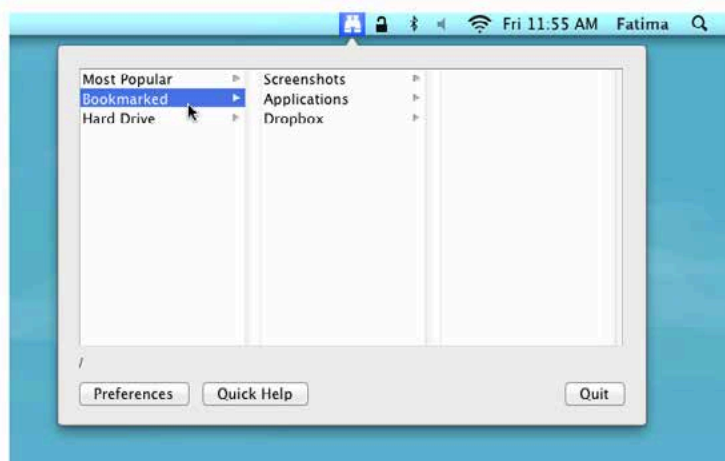 Fri 11:55 AM Fatima
Most Popular Screenshots
Bookmarked Applications
Hard Drive Dropbox
/
Preferences Quick Help Quit